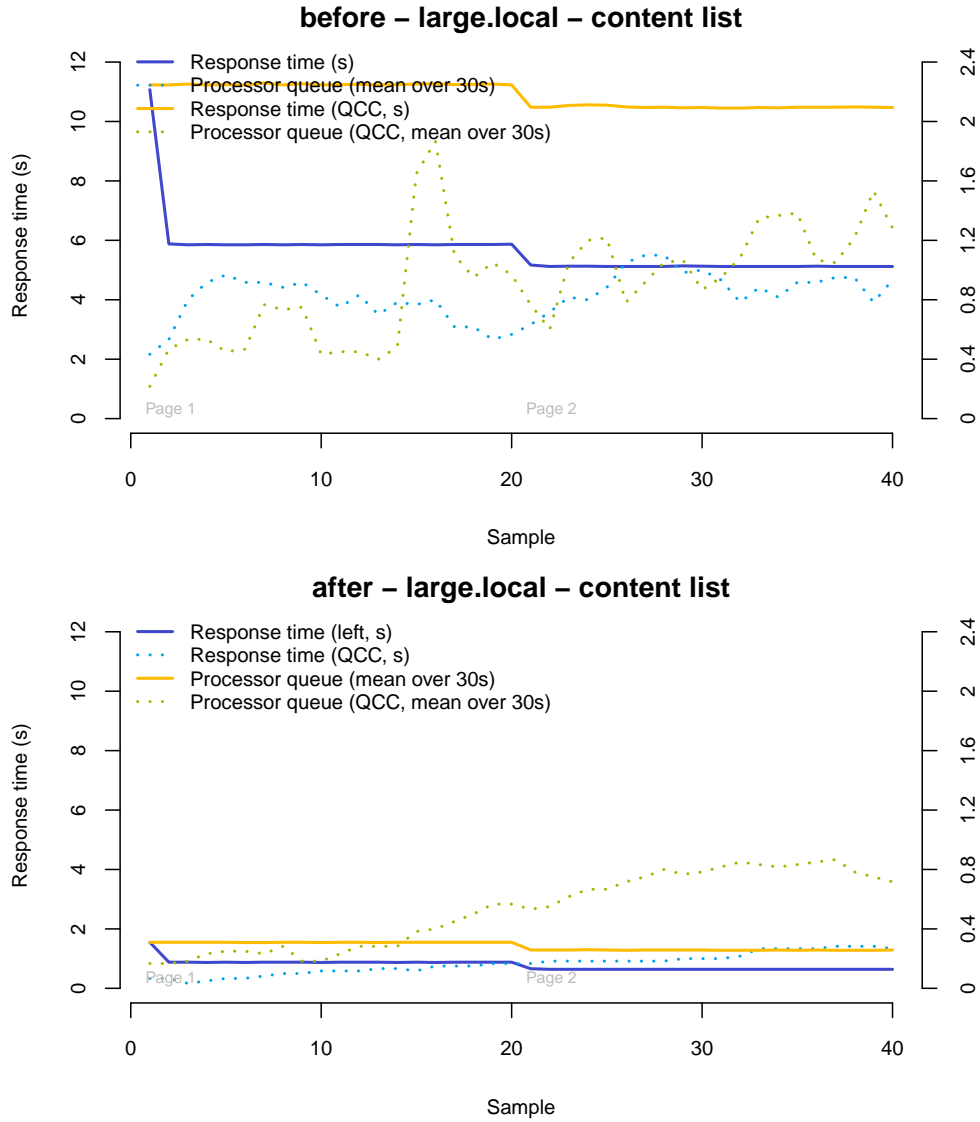 before – large.local – content list
Response time (s)
Processor queue (mean over 30s)
Response time (QCC, s)
Processor queue (QCC, mean over 30s)
Response time (s)
0 2 4 6 8 10 12
0 0.4 0.8 1.2 1.6 2 2.4
Page 1 Page 2
0 10 20 30 40
Sample
after – large.local – content list
Response time (left, s)
Response time (QCC, s)
Processor queue (mean over 30s)
Processor queue (QCC, mean over 30s)
Response time (s)
0 2 4 6 8 10 12
0 0.4 0.8 1.2 1.6 2 2.4
Page 1 Page 2
0 10 20 30 40
Sample